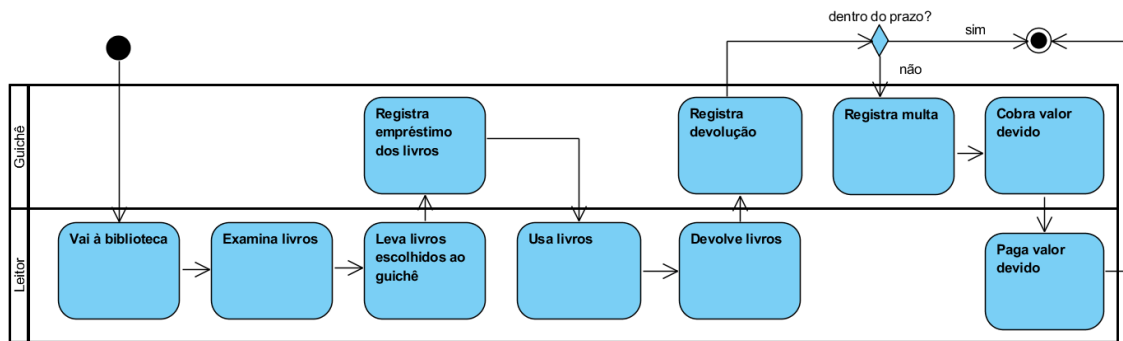 dentro do prazo?
sim
não
Guichê
Registra
empréstimo
dos livros
Registra
devolução
Registra multa
Cobra valor
devido
Leitor
Vai à biblioteca
Examina livros
Leva livros
escolhidos ao
guichê
Usa livros
Devolve livros
Paga valor
devido